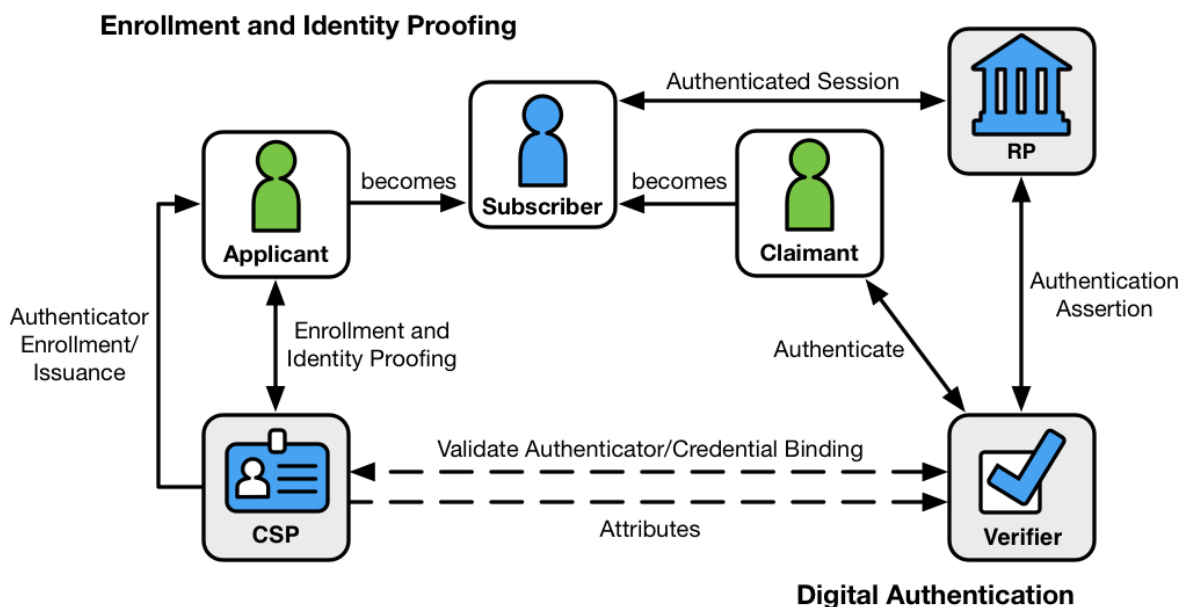 Enrollment and Identity Proofing
Authenticated Session
RP
becomes
Subscriber
becomes
Applicant
Claimant
Authenticator
Enrollment/
Issuance
Enrollment and
Identity Proofing
Authenticate
Authentication
Assertion
Validate Authenticator/Credential Binding
Attributes
CSP
Verifier
Digital Authentication